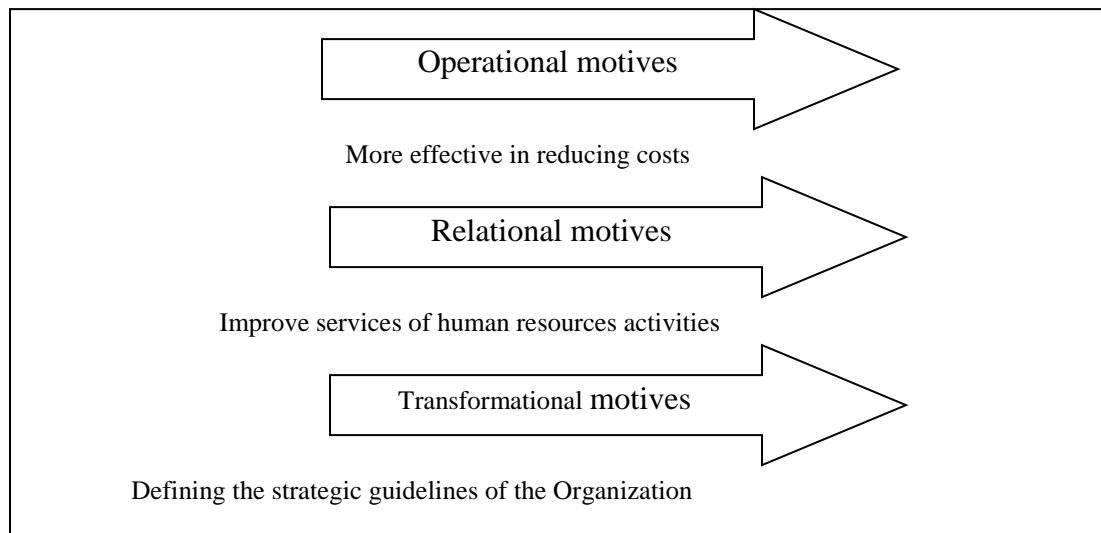 Operational motives
More effective in reducing costs
Relational motives
Improve services of human resources activities
Transformational motives
Defining the strategic guidelines of the Organization